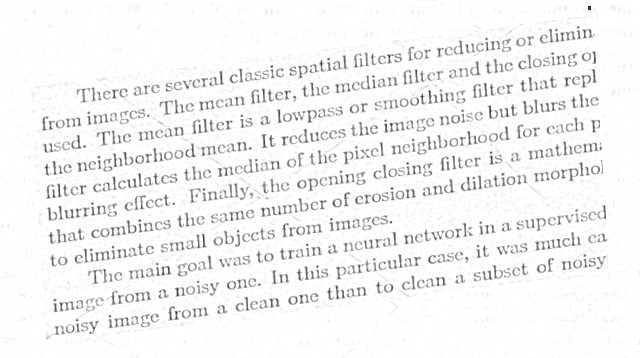 There are several classic spatial filters for reducing or elimin
from images. The mean filter, the median filter and the closing o
used. The mean filter is a lowpass or smoothing filter that repl
the neighborhood mean. It reduces the image noise but blurs the
filter calculates the median of the pixel neighborhood for each p
blurring effect. Finally, the opening closing filter is a mathem
that combines the same number of erosion and dilation morphol
to eliminate small objects from images.
The main goal was to train a neural network in a supervised
image from a noisy one. In this particular case, it was much ea
noisy image from a clean one than to clean a subset of noisy